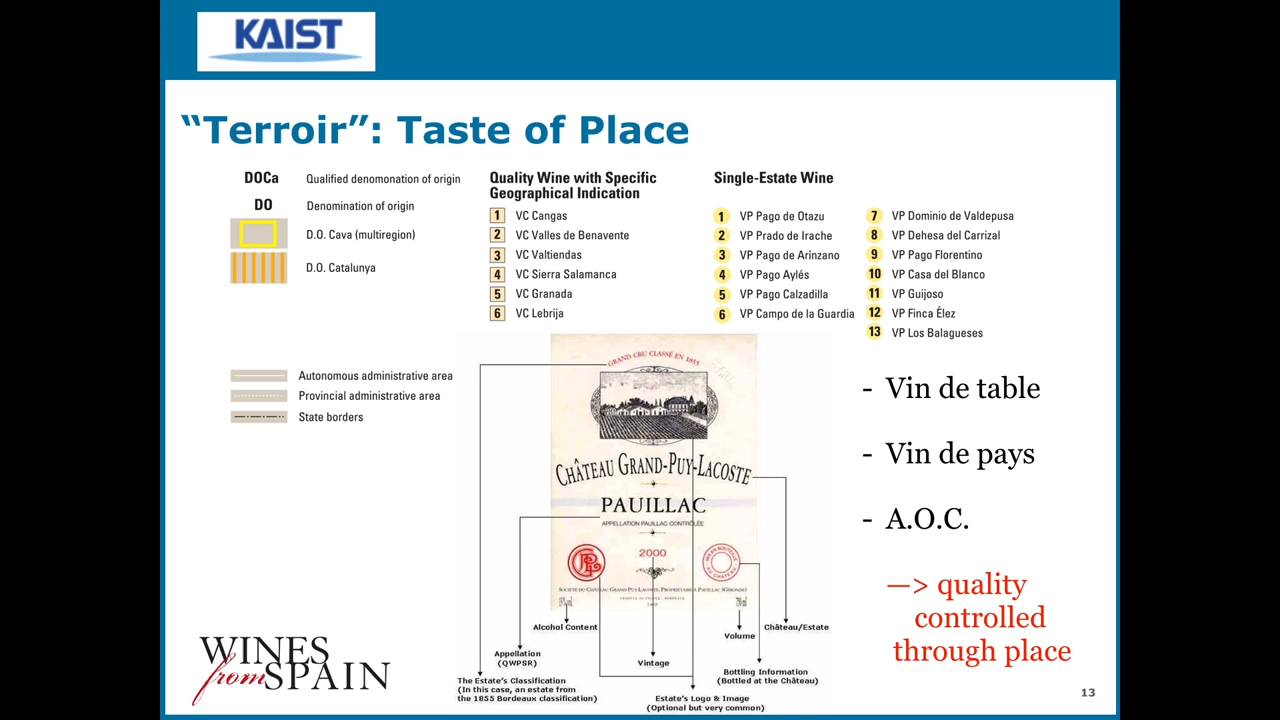 KAIST
“Terroir”: Taste of Place
DOCa Qualified denomonation of origin
DO Denomination of origin
D.O. Cava (multiregion)
D.O. Catalunya
Autonomous administrative area
Provincial administrative area
State borders
Quality Wine with Specific
Geographical Indication
1 VC Cangas
2 VC Valles de Benavente
3 VC Valtiendas
4 VC Sierra Salamanca
5 VC Granada
6 VC Lebrija
Single-Estate Wine
1 VP Pago de Otazu
2 VP Prado de Irache
3 VP Pago de Arínzano
4 VP Pago Aylés
5 VP Pago Calzadilla
6 VP Campo de la Guardia
7 VP Dominio de Valdepusa
8 VP Dehesa del Carrizal
9 VP Pago Florentino
10 VP Casa del Blanco
11 VP Guijoso
12 VP Finca Élez
13 VP Los Balagueses
GRAND CRU CLASSÉ EN 1855
CHÂTEAU GRAND-PUY-LACOSTE
PAUILLAC
APPELLATION PAUILLAC CONTRÔLÉE
2000
SOCIÉTÉ DU CHÂTEAU GRAND-PUY-LACOSTE, PROPRIÉTAIRE À PAUILLAC (GIRONDE)
Alcohol Content
Appellation
(QWPSR)
The Estate's Classification
(In this case, an estate from
the 1855 Bordeaux classification)
Vintage
Volume
Château/Estate
Bottling Information
(Bottled at the Château)
Estate's Logo & Image
(Optional but very common)
- Vin de table
- Vin de pays
- A.O.C.
—> quality
controlled
through place
WINES
from SPAIN
13